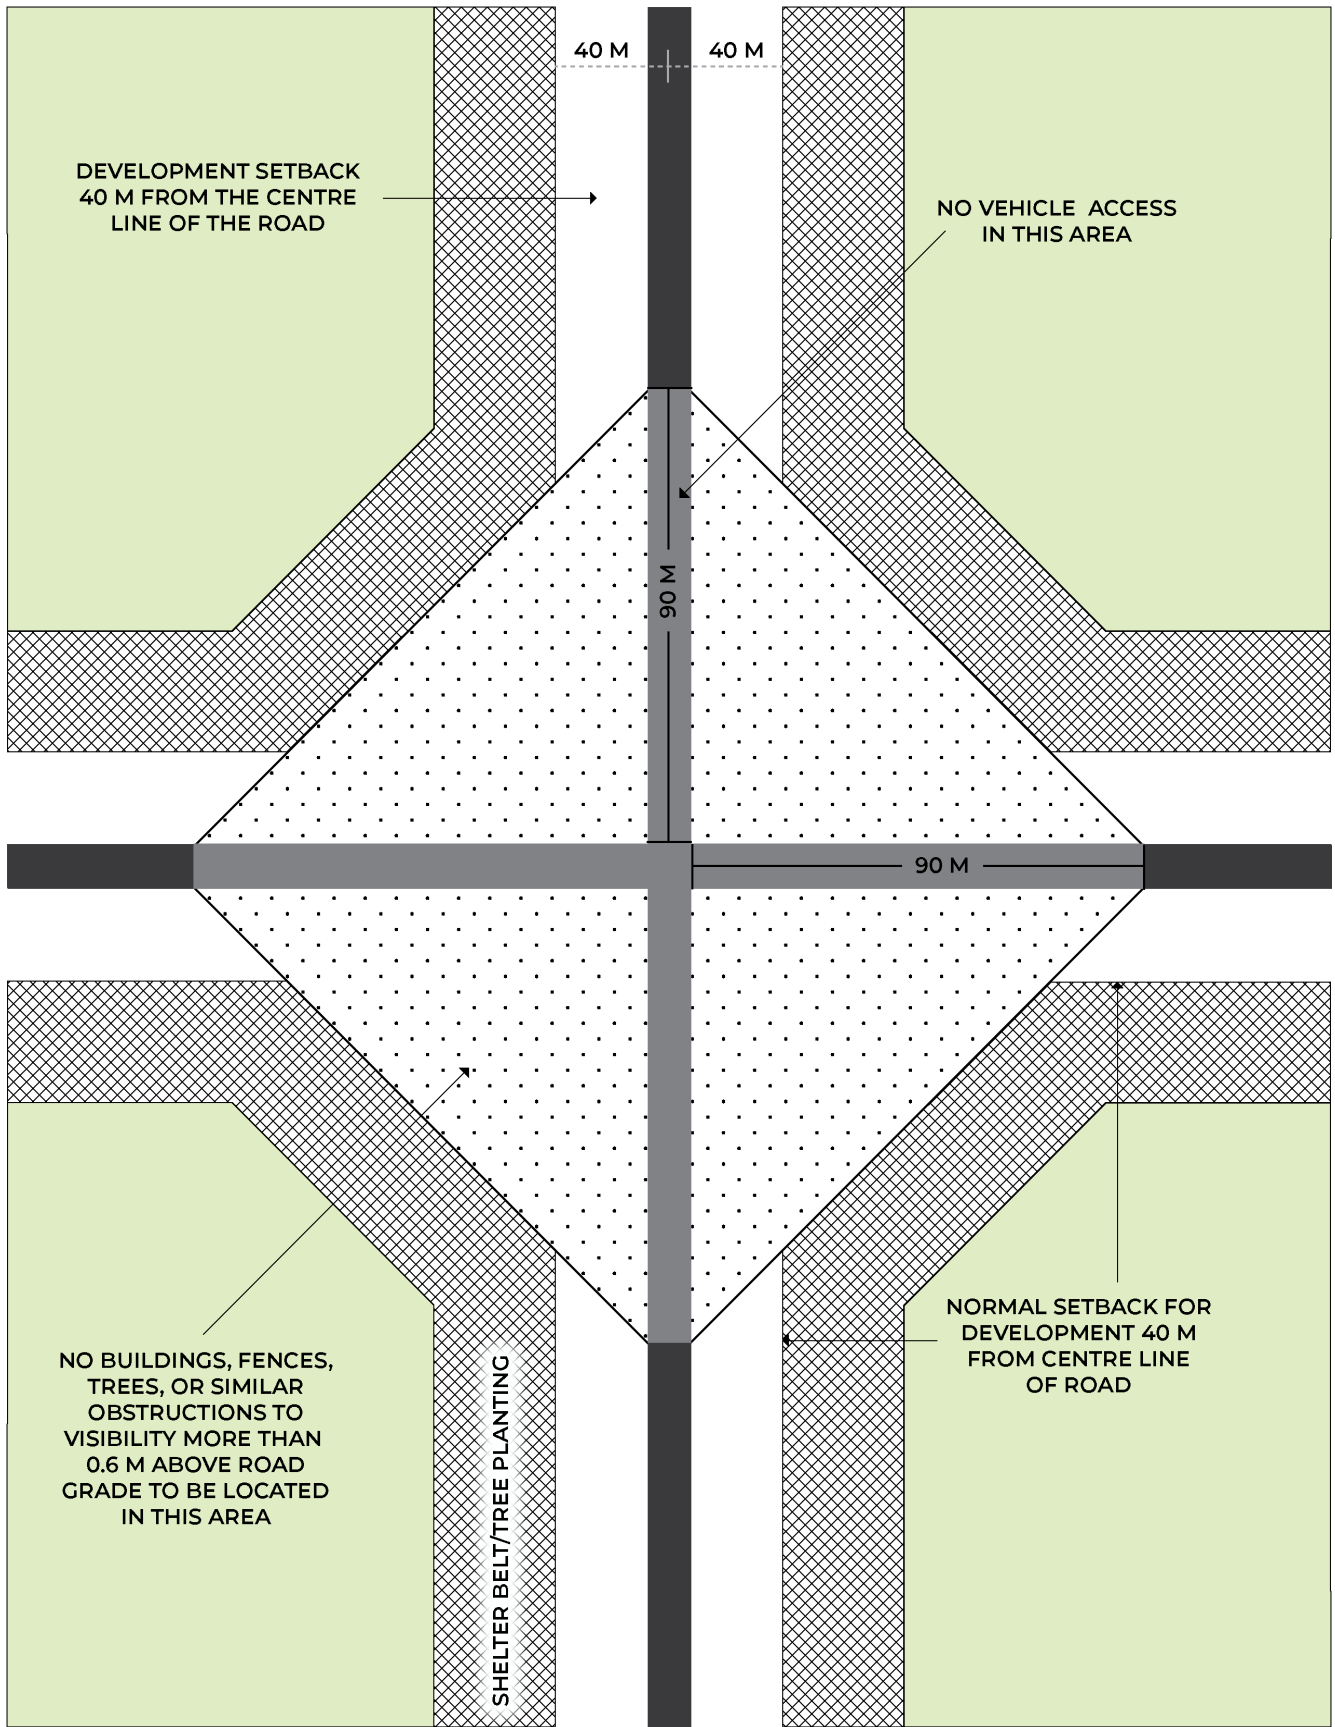 40 M
40 M
DEVELOPMENT SETBACK
40 M FROM THE CENTRE
LINE OF THE ROAD
NO VEHICLE  ACCESS
IN THIS AREA
90 M
90 M
NORMAL SETBACK FOR
DEVELOPMENT 40 M
FROM CENTRE LINE
OF ROAD
NO BUILDINGS, FENCES,
TREES, OR SIMILAR
OBSTRUCTIONS TO
VISIBILITY MORE THAN
0.6 M ABOVE ROAD
GRADE TO BE LOCATED
IN THIS AREA
SHELTER BELT/TREE PLANTING